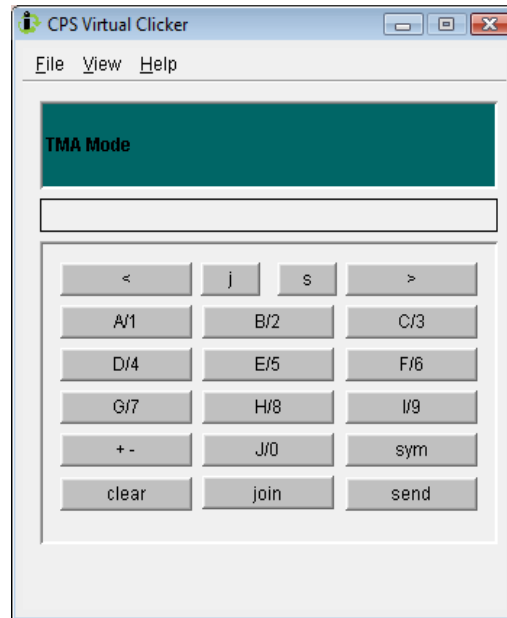 CPS Virtual Clicker
File View Help
TMA Mode
< j s >
A/1 B/2 C/3
D/4 E/5 F/6
G/7 H/8 I/9
+ - J/0 sym
clear join send